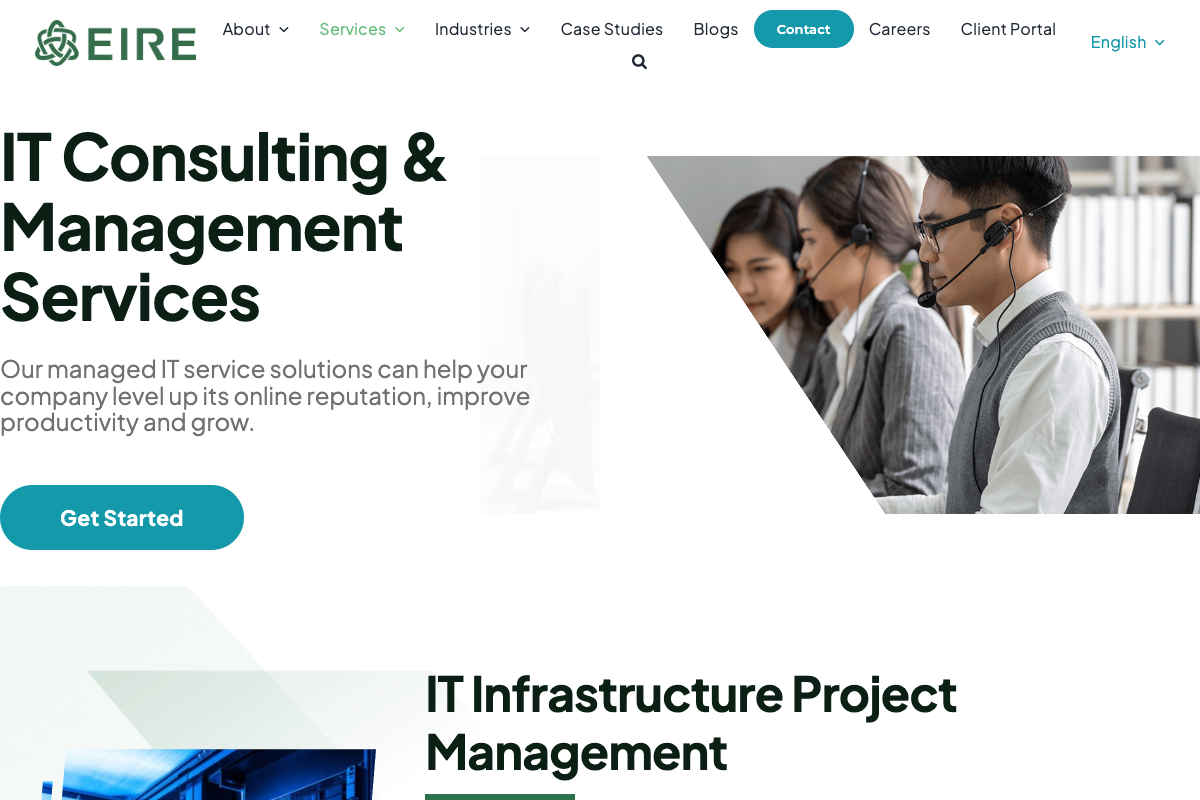 EIRE
About
Services
Industries
Case Studies
Blogs
Contact
Careers
Client Portal
English
IT Consulting &
Management
Services
Our managed IT service solutions can help your
company level up its online reputation, improve
productivity and grow.
Get Started
IT Infrastructure Project
Management